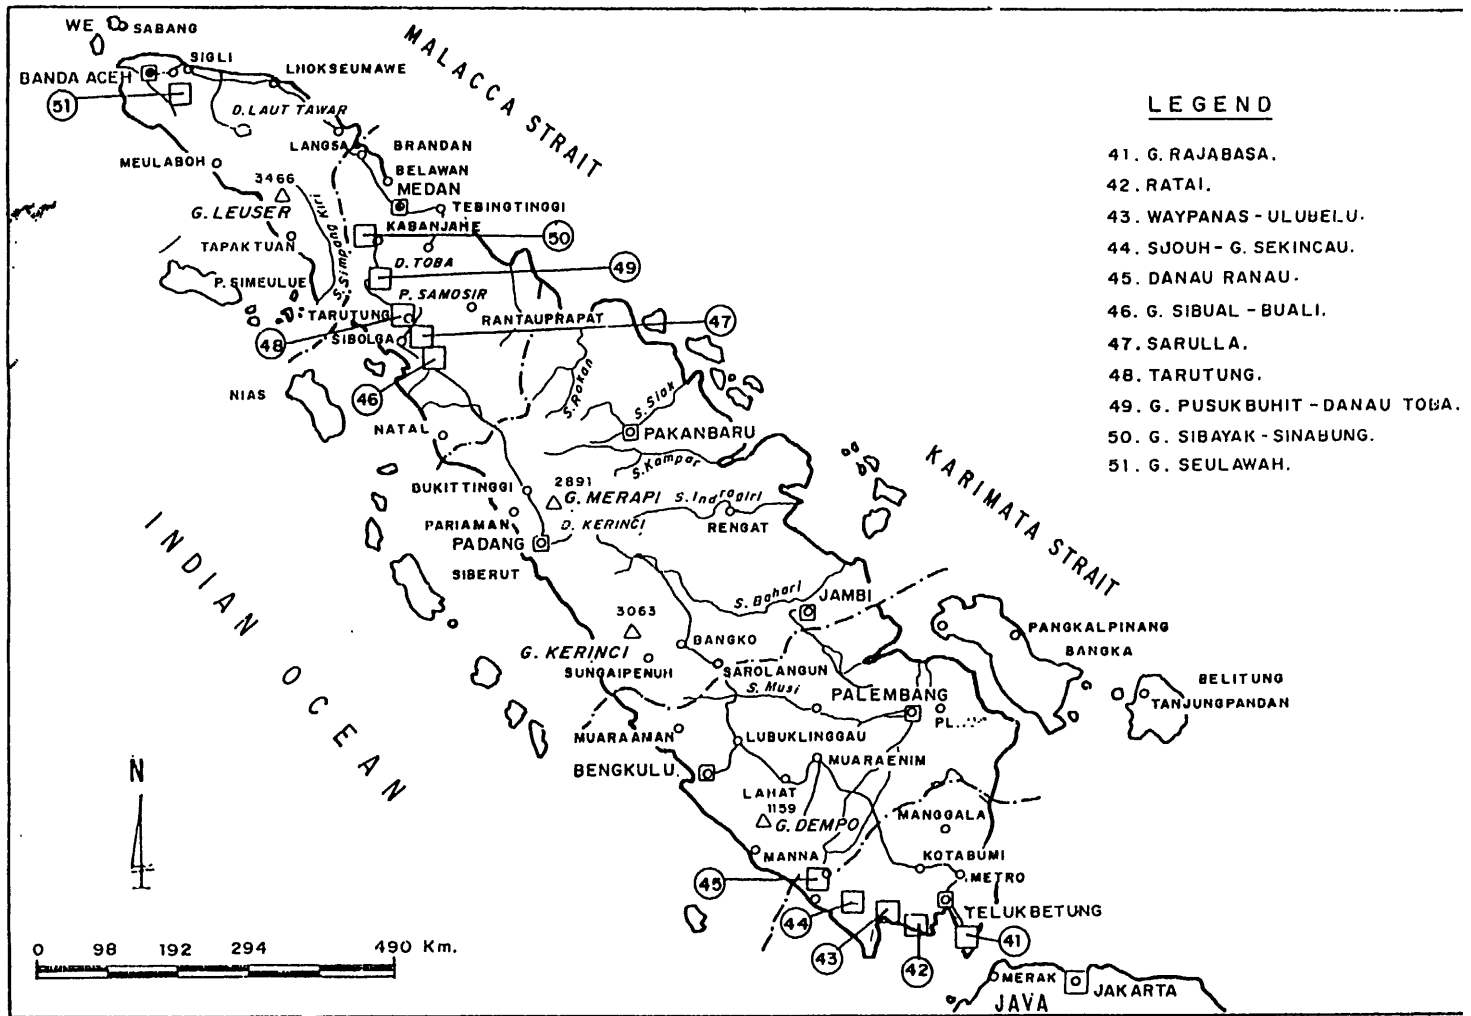 WE
SABANG
SIGLI
BANDA ACEH
LHOKSEUMAWE
51
D. LAUT TAWAR
MALACCA STRAIT
LANGSA
BRANDAN
MEULABOH
BELAWAN
3466
MEDAN
G. LEUSER
TEBINGTINGGI
S. Simpang Kiri
KABANJAHE
50
TAPAKTUAN
D. TOBA
49
P. SIMEULUE
P. SAMOSIR
TARUTUNG
RANTAUPRAPAT
47
48
SIBOLGA
NIAS
46
S. Rokan
S. Siak
NATAL
PAKANBARU
S. Kampar
BUKITTINGGI
2891
G. MERAPI
S. Indragiri
PARIAMAN
D. KERINCI
RENGAT
PADANG
SIBERUT
KARIMATA STRAIT
INDIAN OCEAN
S. Bahari
JAMBI
3063
BANGKO
G. KERINCI
SUNGAIPENUH
SAROLANGUN
PANGKALPINANG
BANGKA
S. Musi
PALEMBANG
BELITUNG
TANJUNGPANDAN
PL.
MUARAAMAN
LUBUKLINGGAU
BENGKULU
MUARAENIM
LAHAT
1159
G. DEMPO
MANGGALA
MANNA
KOTABUMI
METRO
45
44
TELUKBETUNG
43
42
41
MERAK
JAVA
JAKARTA
N
0 98 192 294 490 Km.
LEGEND
41. G. RAJABASA.
42. RATAI.
43. WAYPANAS - ULUBELU.
44. SUOUH - G. SEKINCAU.
45. DANAU RANAU.
46. G. SIBUAL - BUALI.
47. SARULLA.
48. TARUTUNG.
49. G. PUSUKBUHIT - DANAU TOBA.
50. G. SIBAYAK - SINABUNG.
51. G. SEULAWAH.